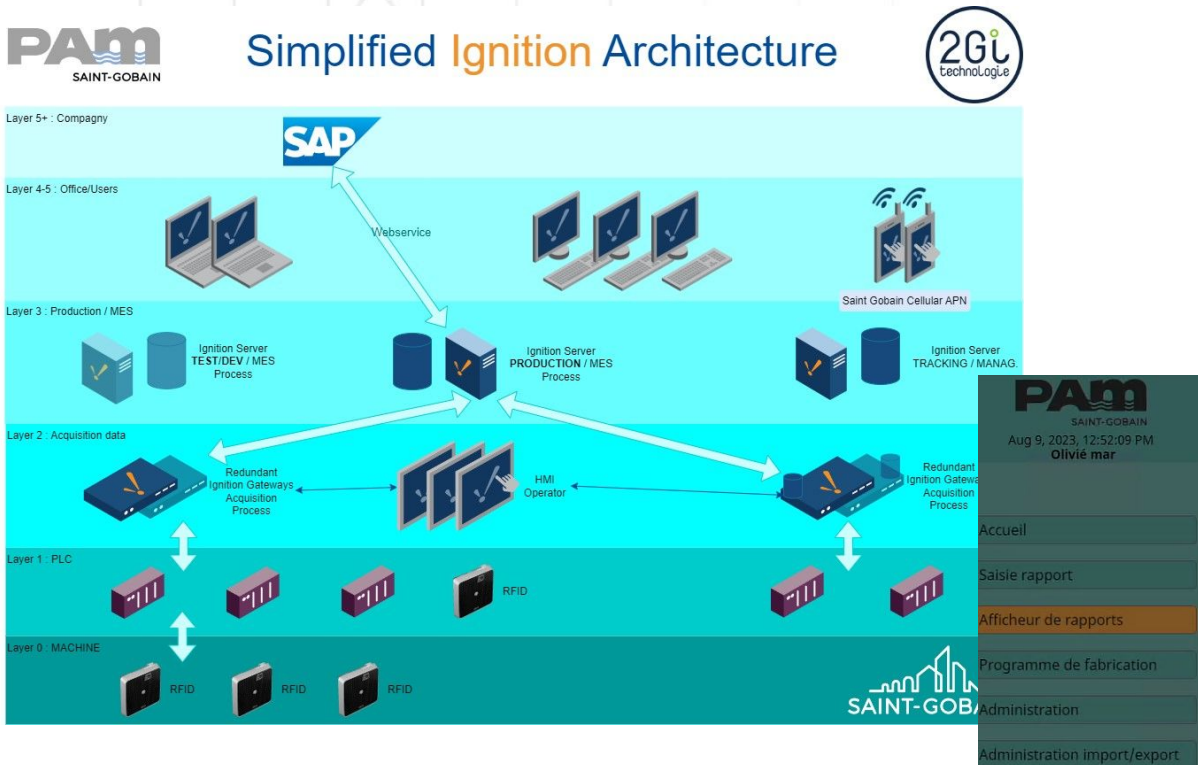 PAM
SAINT-GOBAIN
Simplified Ignition Architecture
2Gi
technologie
Layer 5+ : Compagny
SAP
Layer 4-5 : Office/Users
Webservice
Saint Gobain Cellular APN
Layer 3 : Production / MES
Ignition Server
TEST/DEV / MES
Process
Ignition Server
PRODUCTION / MES
Process
Ignition Server
TRACKING / MANAG.
Layer 2 : Acquisition data
Redundant
Ignition Gateways
Acquisition
Process
HMI
Operator
Redundant
Ignition Gatewa
Acquisition
Process
Layer 1 : PLC
RFID
Layer 0 : MACHINE
RFID
RFID
RFID
SAINT-GOBA
PAM
SAINT-GOBAIN
Aug 9, 2023, 12:52:09 PM
Olivié mar
Accueil
Saisie rapport
Afficheur de rapports
Programme de fabrication
Administration
Administration import/export